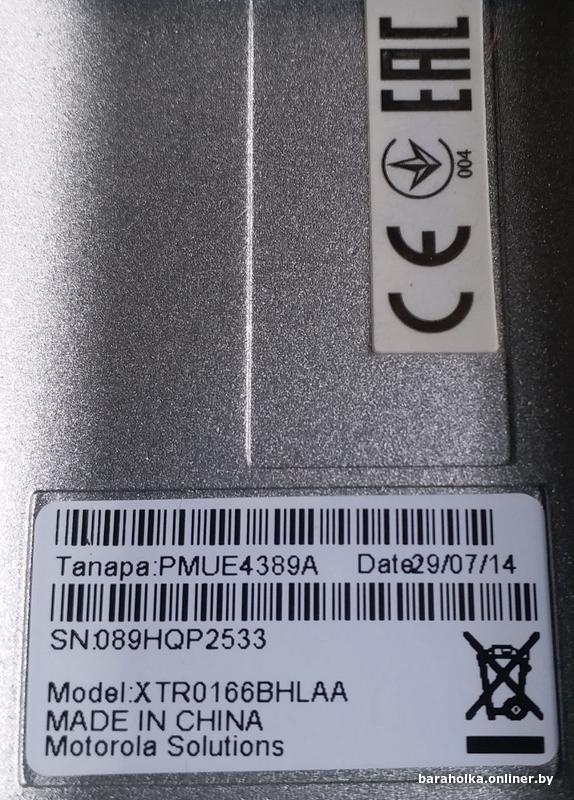 EAC
004
CE
Tanapa:PMUE4389A Date29/07/14
SN:089HQP2533
Model:XTR0166BHLAA
MADE IN CHINA
Motorola Solutions
baraholka.onliner.by